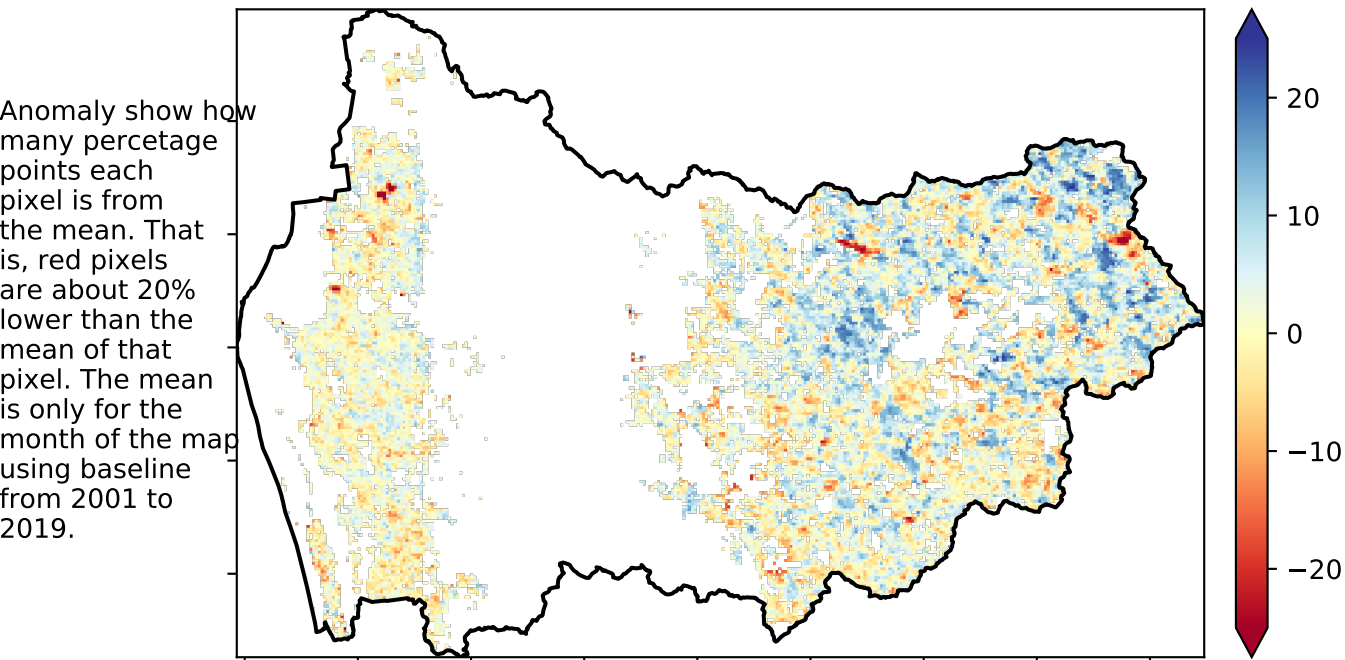 Anomaly show how
many percetage
points each
pixel is from
the mean. That
is, red pixels
are about 20%
lower than the
mean of that
pixel. The mean
is only for the
month of the map
using baseline
from 2001 to
2019.
20
10
0
−10
−20